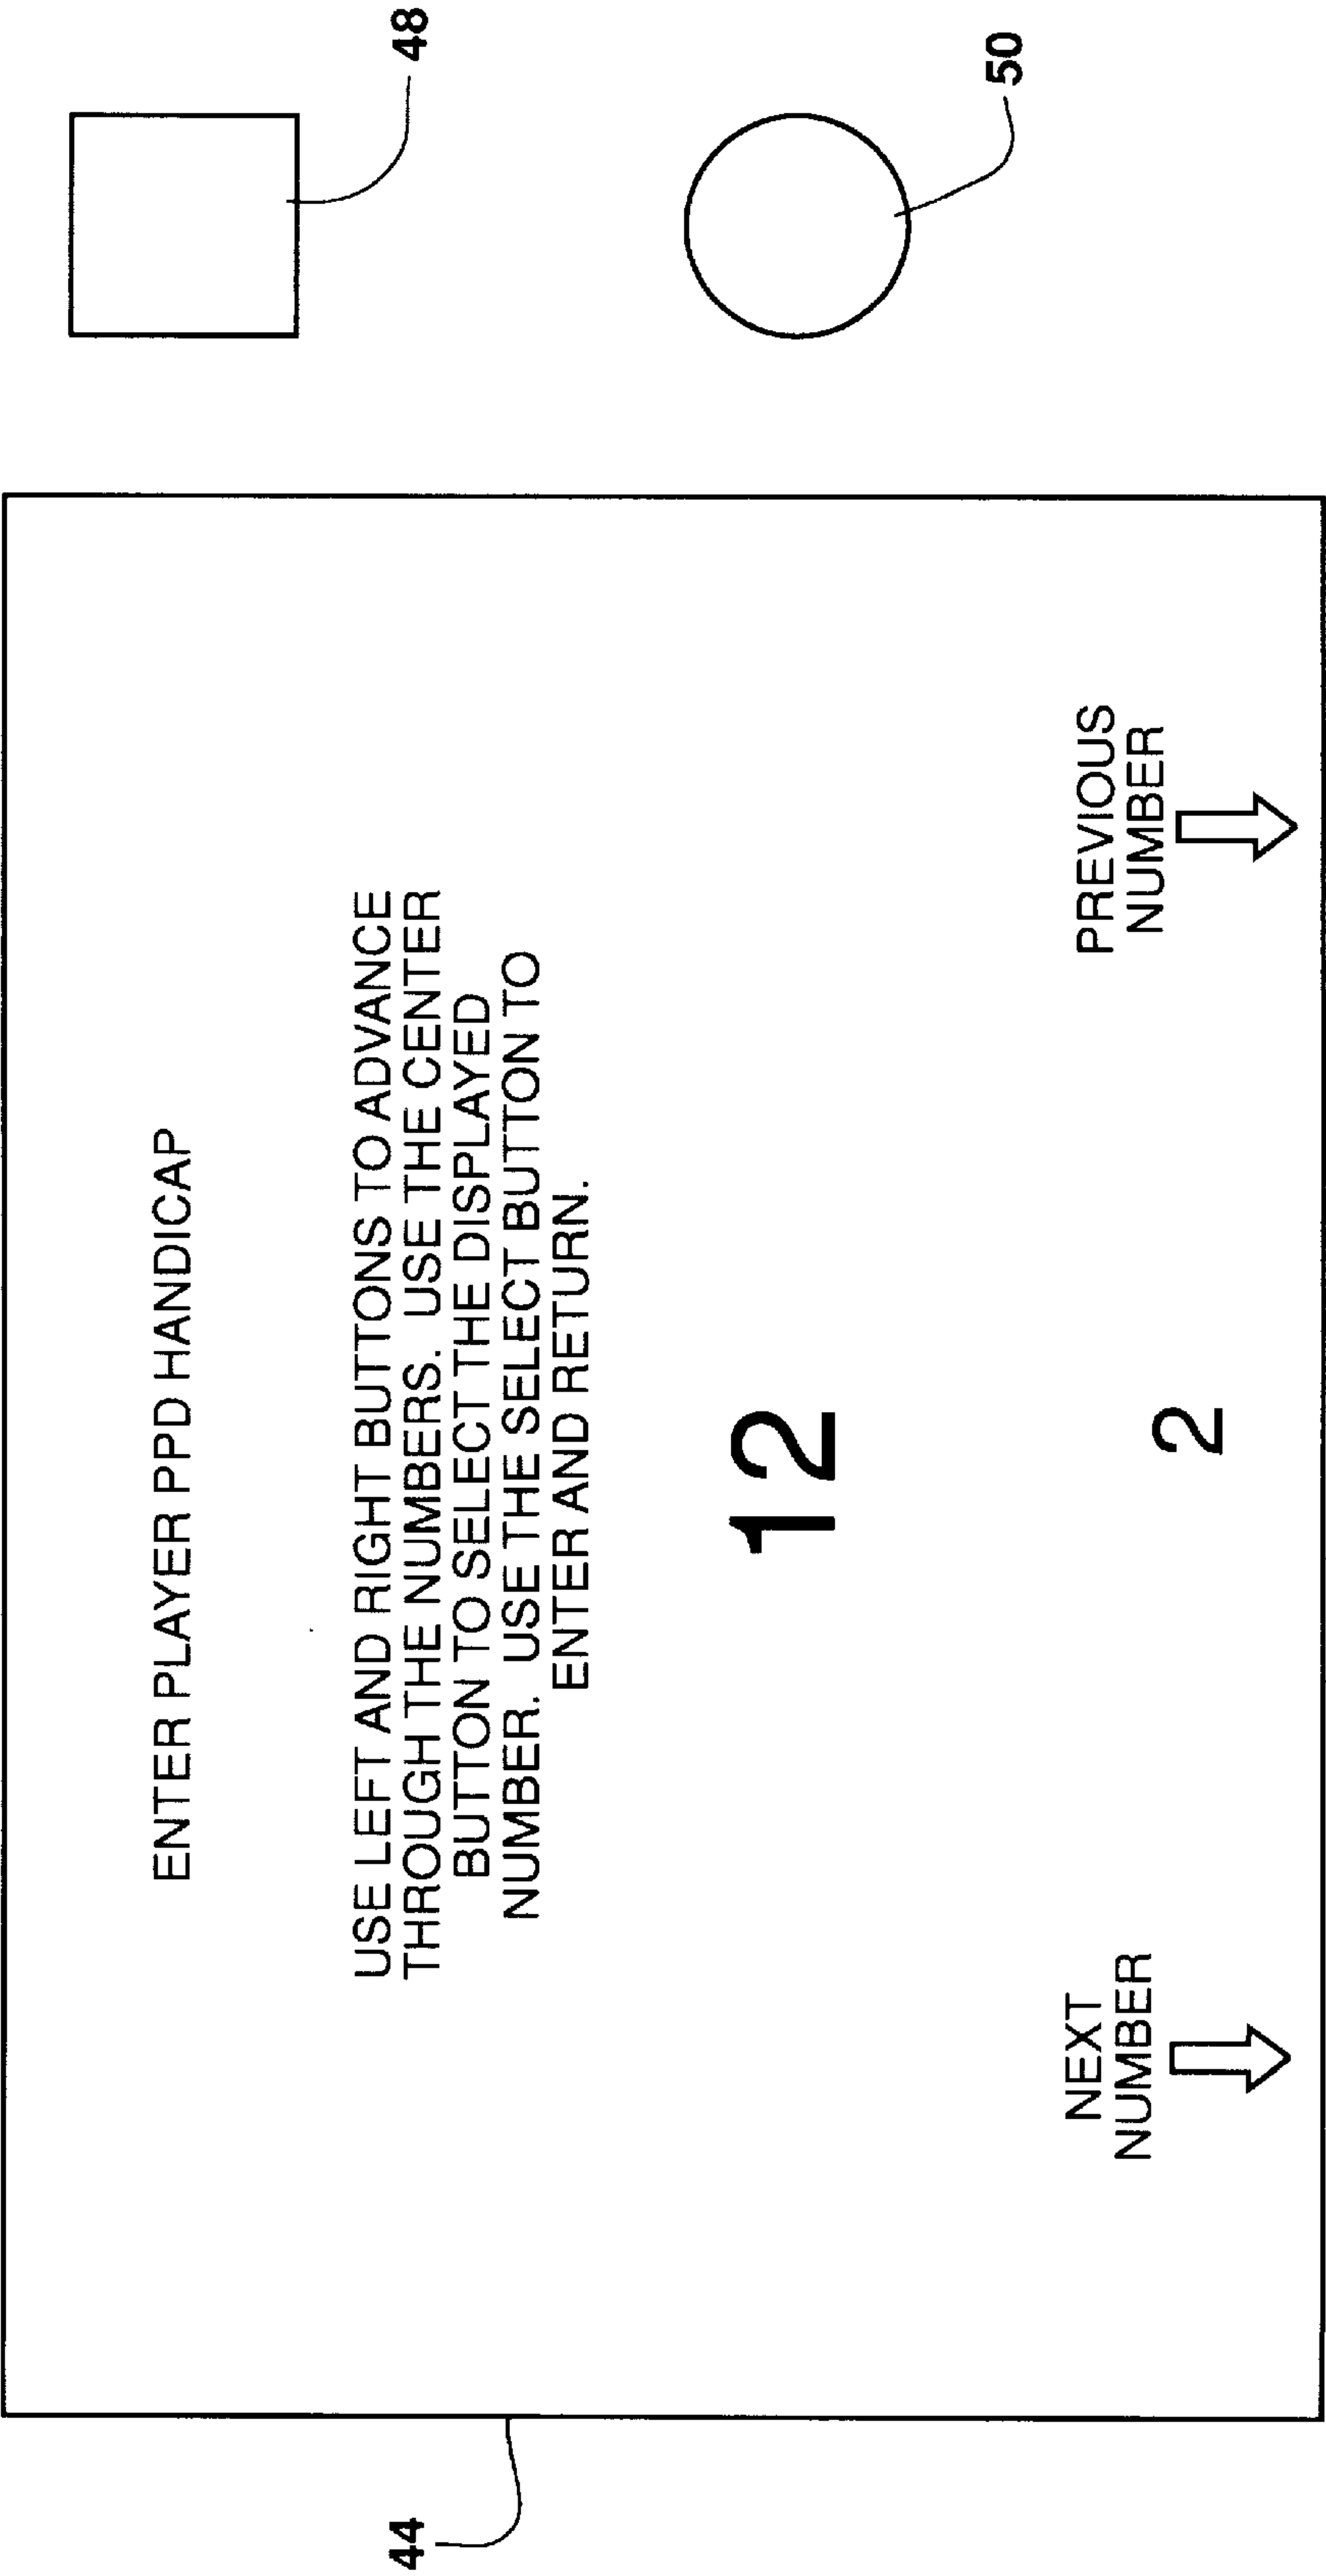 ENTER PLAYER PPD HANDICAP
USE LEFT AND RIGHT BUTTONS TO ADVANCE
THROUGH THE NUMBERS. USE THE CENTER
BUTTON TO SELECT THE DISPLAYED
NUMBER. USE THE SELECT BUTTON TO
ENTER AND RETURN.
12
2
NEXT
NUMBER
PREVIOUS
NUMBER
44
48
50